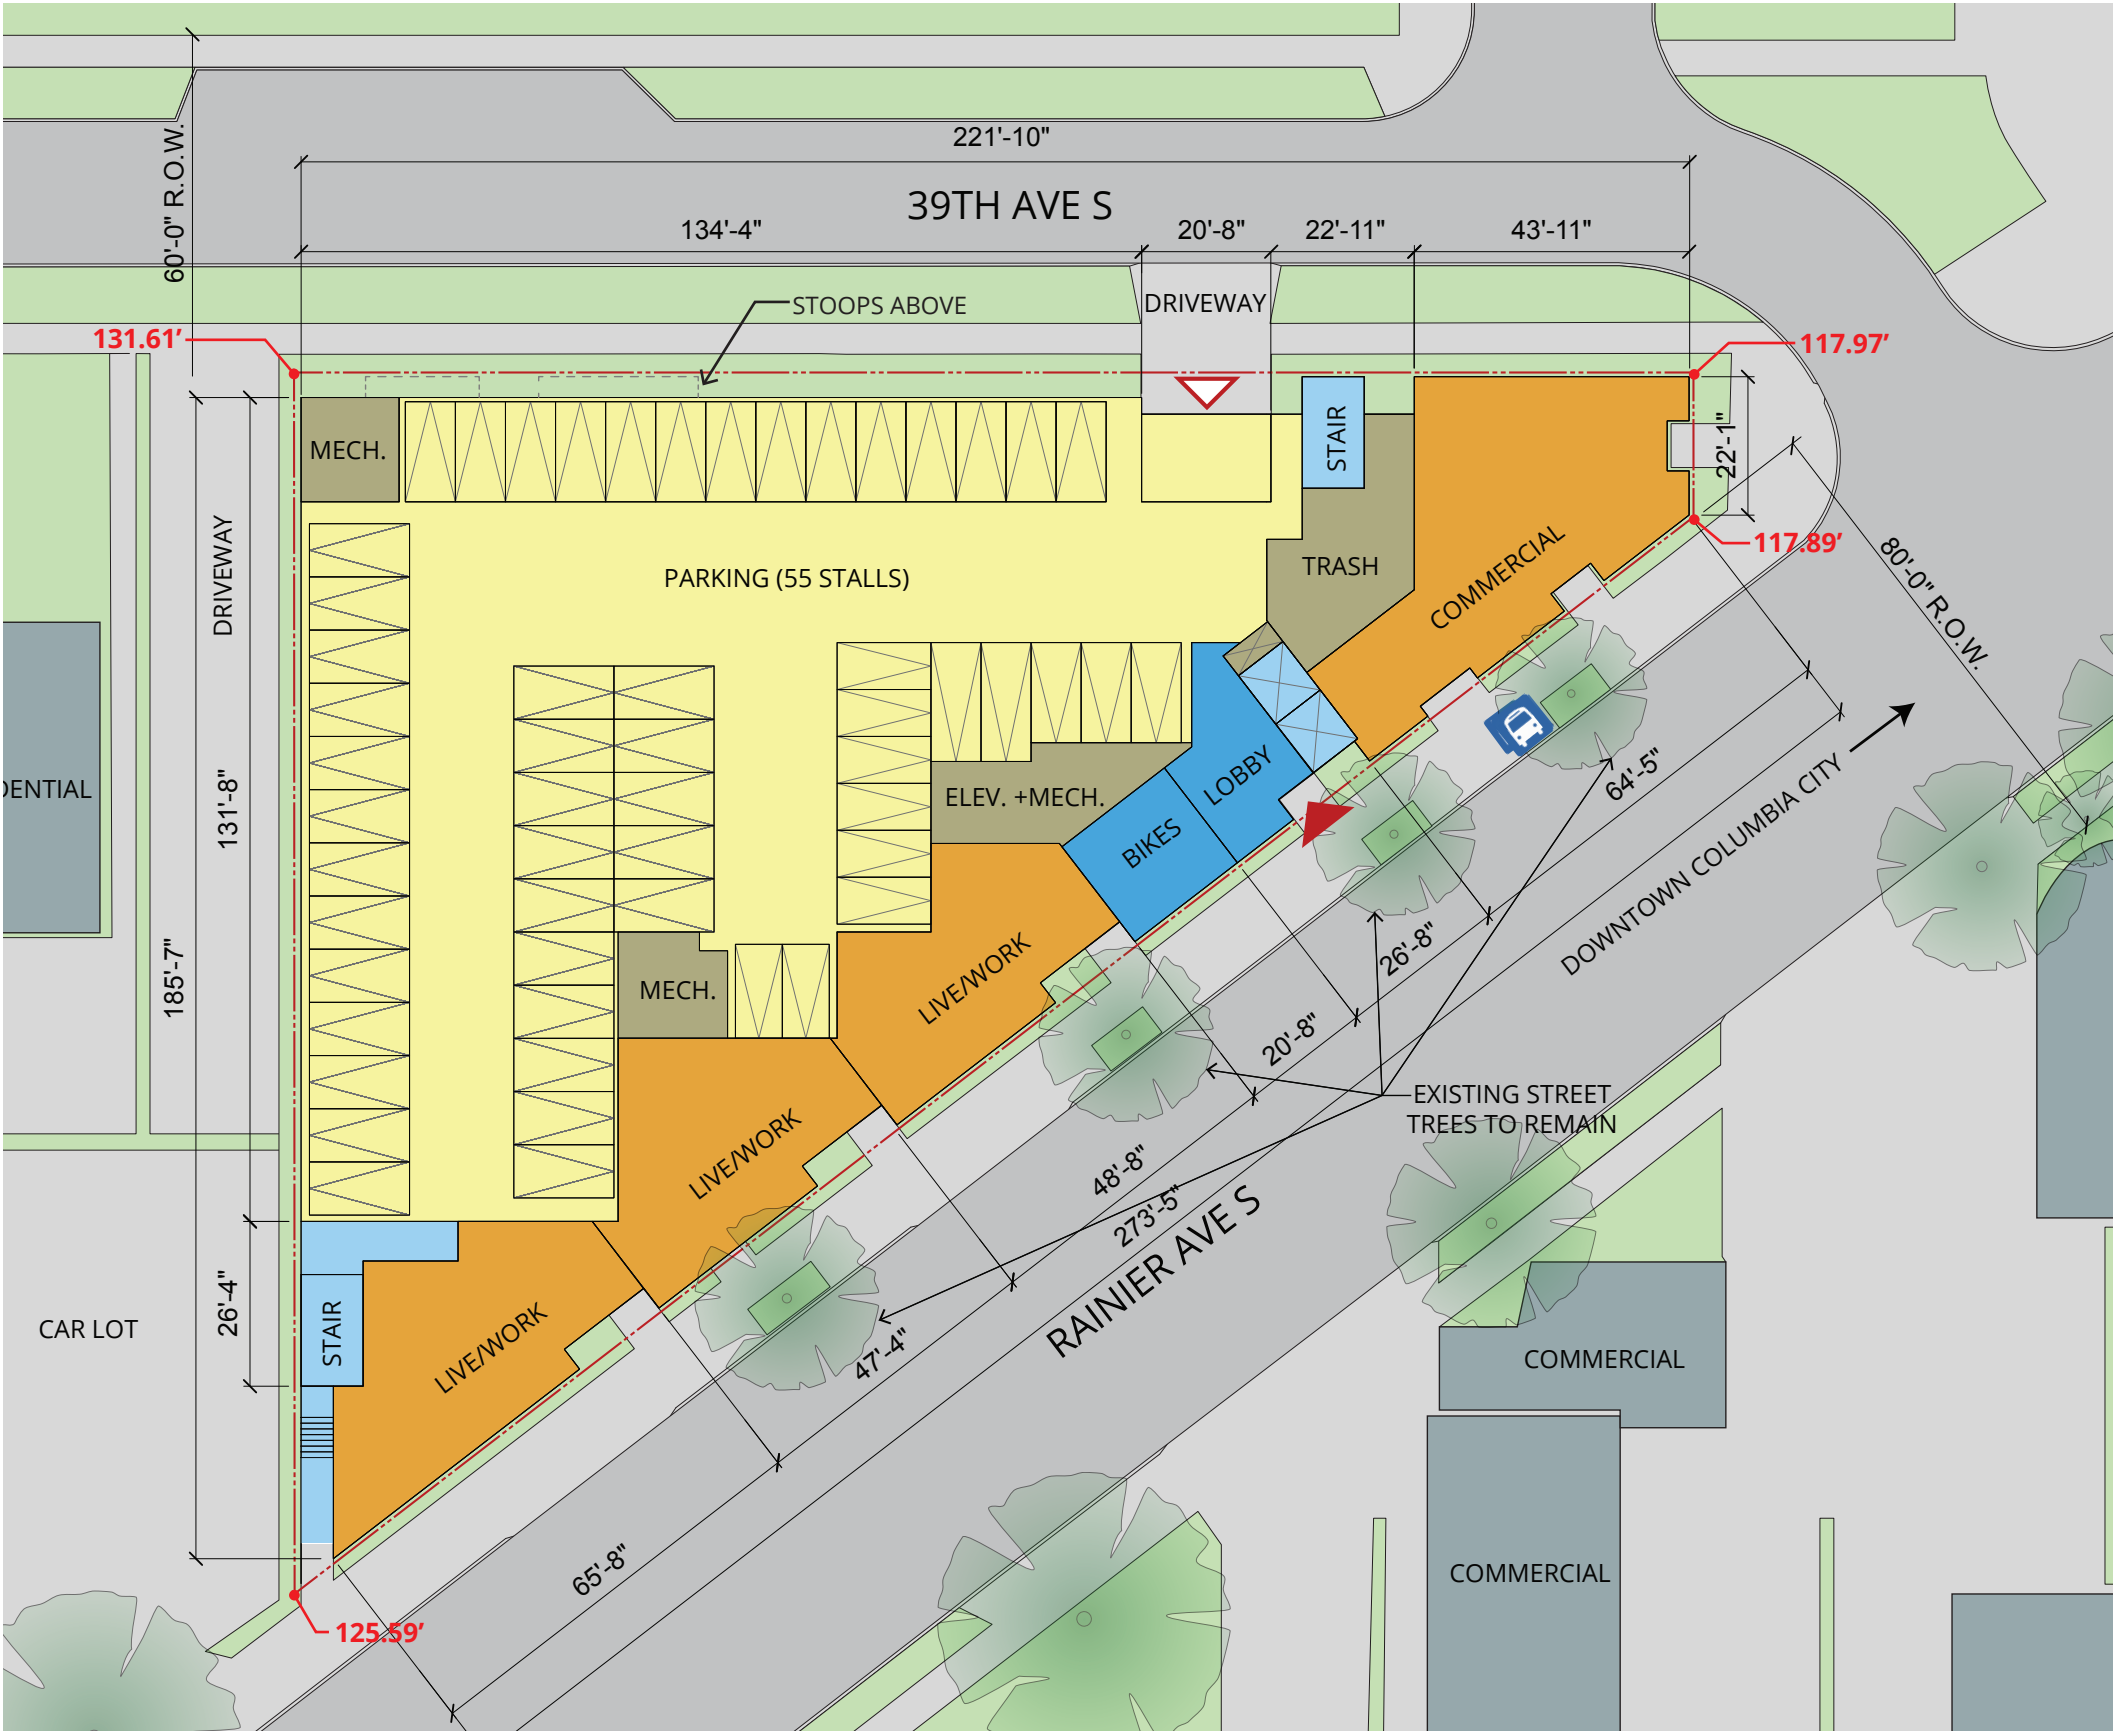 221'-10"
60'-0" R.O.W.
39TH AVE S
134'-4"
20'-8"
22'-11"
43'-11"
STOOPS ABOVE
DRIVEWAY
131.61’
117.97’
MECH.
STAIR
22'-1"
DRIVEWAY
117.89’
PARKING (55 STALLS)
TRASH
COMMERCIAL
80'-0" R.O.W.
DENTIAL
131'-8"
ELEV. +MECH.
LOBBY
BIKES
64'-5"
DOWNTOWN COLUMBIA CITY
185'-7"
MECH.
LIVE/WORK
26'-8"
20'-8"
EXISTING STREET
TREES TO REMAIN
LIVE/WORK
48'-8"
273'-5"
RAINIER AVE S
CAR LOT
26'-4"
STAIR
LIVE/WORK
47'-4"
COMMERCIAL
65'-8"
COMMERCIAL
125.59’